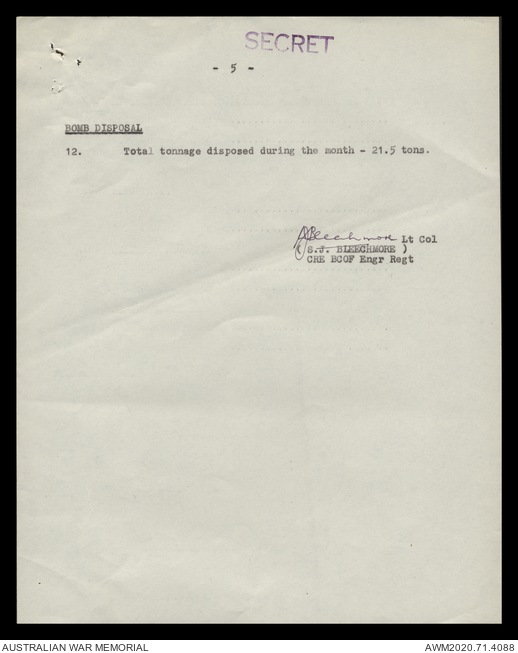 SECRET
- 5 -
BOMB DISPOSAL
12. Total tonnage disposed during the month - 21.5 tons.
Bleechmore Lt Col
( S.J. BLEECHMORE )
CRE BCOF Engr Regt
AUSTRALIAN WAR MEMORIAL AWM2020.71.4088